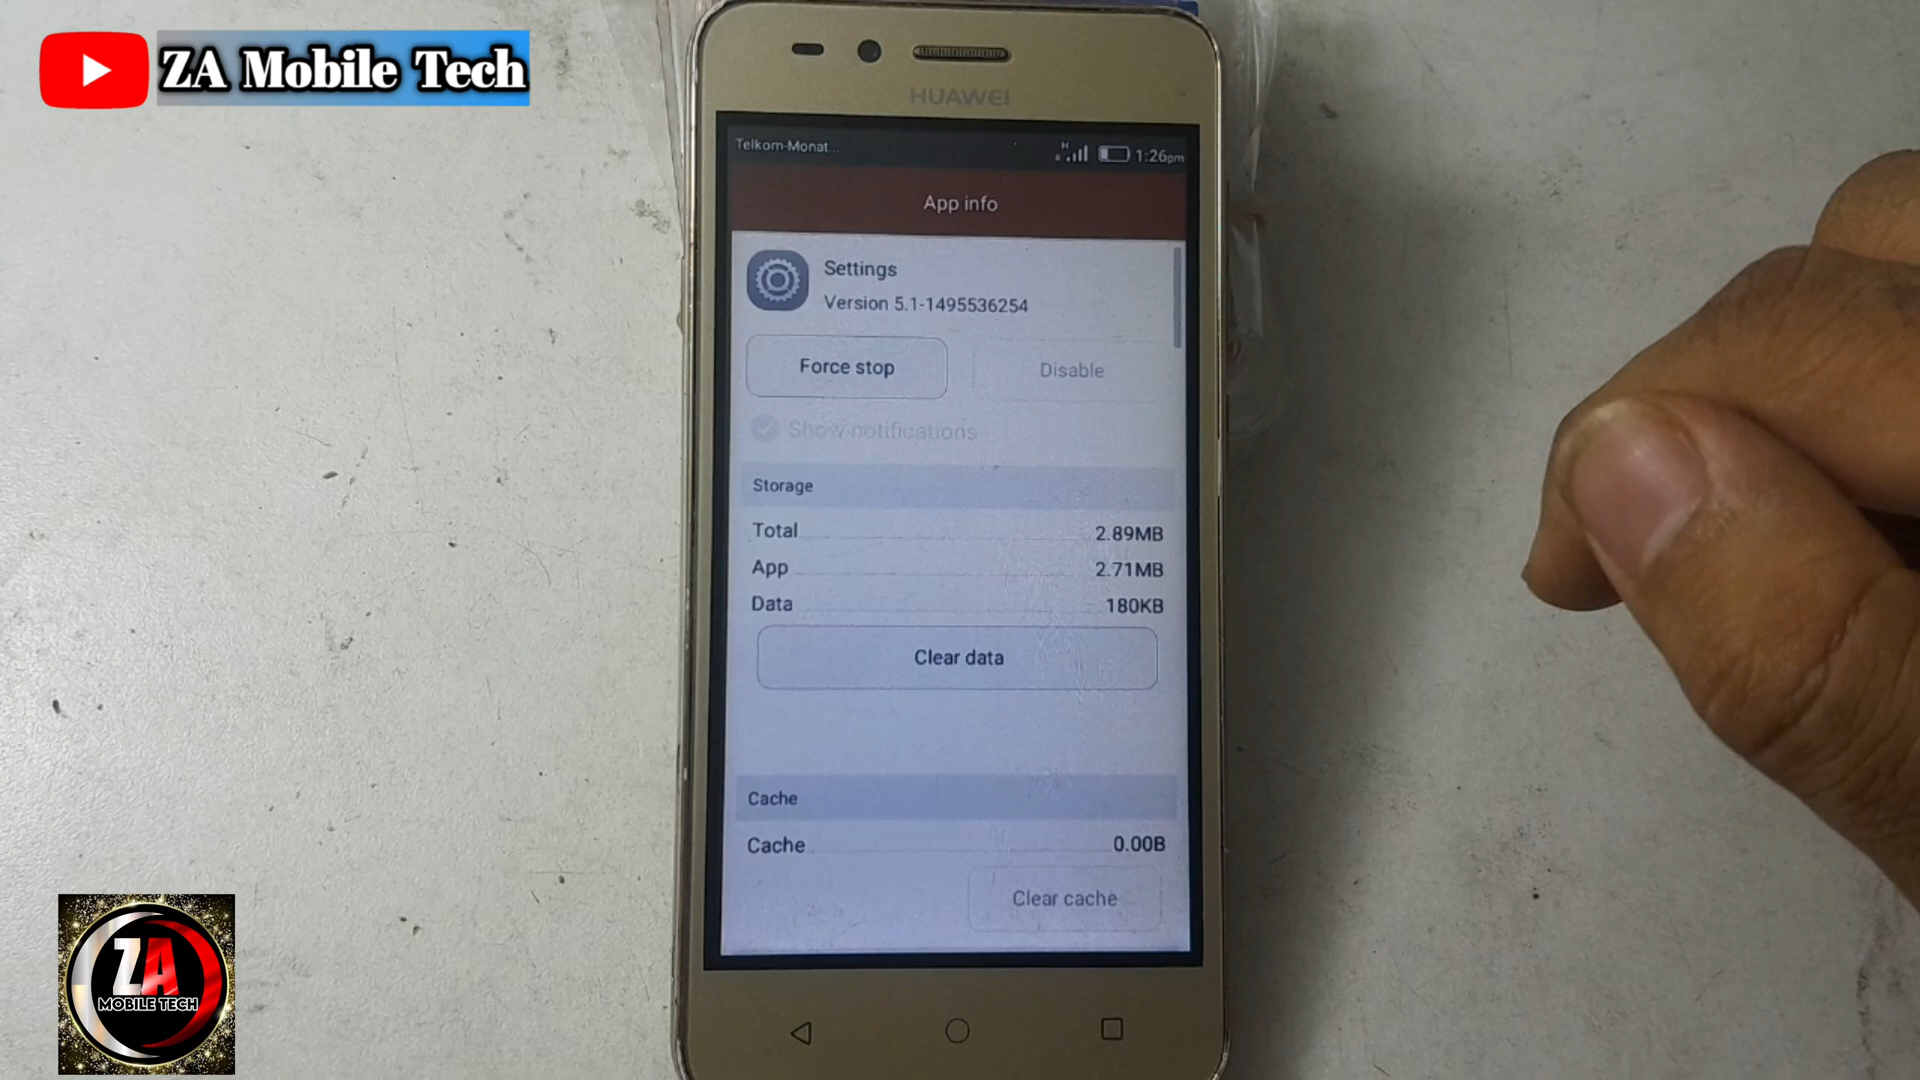 ZA Mobile Tech
HUAWEI
Telkom-Monat...
H
R
1:26pm
App info
Settings
Version 5.1-1495536254
Force stop
Disable
Show notifications
Storage
Total 2.89MB
App 2.71MB
Data 180KB
Clear data
Cache
Cache 0.00B
Clear cache
ZA
MOBILE TECH